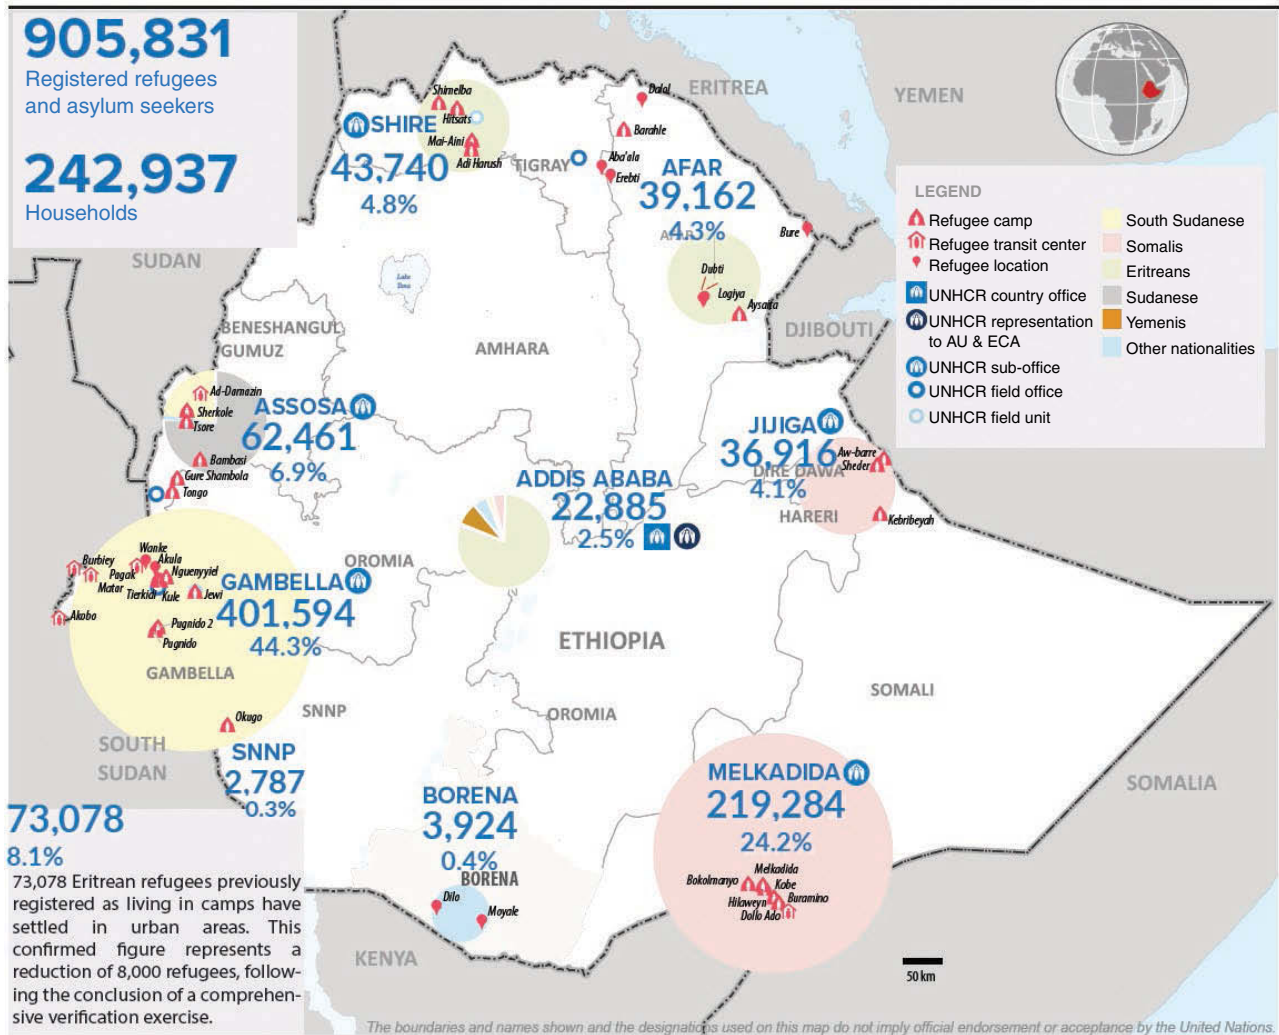 905,831
Registered refugees
and asylum seekers
242,937
Households
ERITREA
YEMEN
Shimelba
Hitsats
SHIRE
Mai-Aini
Adi Harush
43,740
4.8%
TIGRAY
Dalol
Barahle
Aba'ala
Erebti
AFAR
39,162
4.3%
AFAR
Bure
Dubti
Logiya
Aysaita
LEGEND
Refugee camp
Refugee transit center
Refugee location
UNHCR country office
UNHCR representation
to AU & ECA
UNHCR sub-office
UNHCR field office
UNHCR field unit
South Sudanese
Somalis
Eritreans
Sudanese
Yemenis
Other nationalities
SUDAN
Lake
Tana
BENESHANGUL
GUMUZ
AMHARA
DJIBOUTI
Ad-Damazin
Sherkole
Tsore
Bambasi
Gure Shambola
Tongo
ASSOSA
62,461
6.9%
JIJIGA
36,916
4.1%
Aw-barre
Sheder
DIRE DAWA
HARERI
Kebribeyah
ADDIS ABABA
22,885
2.5%
OROMIA
Wanke
Burbiey
Akula
Pagak
Nguenyyiel
Mator
Tierkidi
Kule
Jewi
Akobo
Pugnido 2
Pugnido
GAMBELLA
401,594
44.3%
GAMBELLA
ETHIOPIA
SOMALI
Okugo
SNNP
OROMIA
SOUTH
SUDAN
SNNP
2,787
0.3%
BORENA
3,924
0.4%
BORENA
Dilo
Moyale
MELKADIDA
219,284
24.2%
Melkadida
Bokolmanyo
Kobe
Hilaweyn
Buramino
Dollo Ado
SOMALIA
KENYA
50 km
73,078
8.1%
73,078 Eritrean refugees previously
registered as living in camps have
settled in urban areas. This
confirmed figure represents a
reduction of 8,000 refugees, follow-
ing the conclusion of a comprehen-
sive verification exercise.
The boundaries and names shown and the designations used on this map do not imply official endorsement or acceptance by the United Nations.